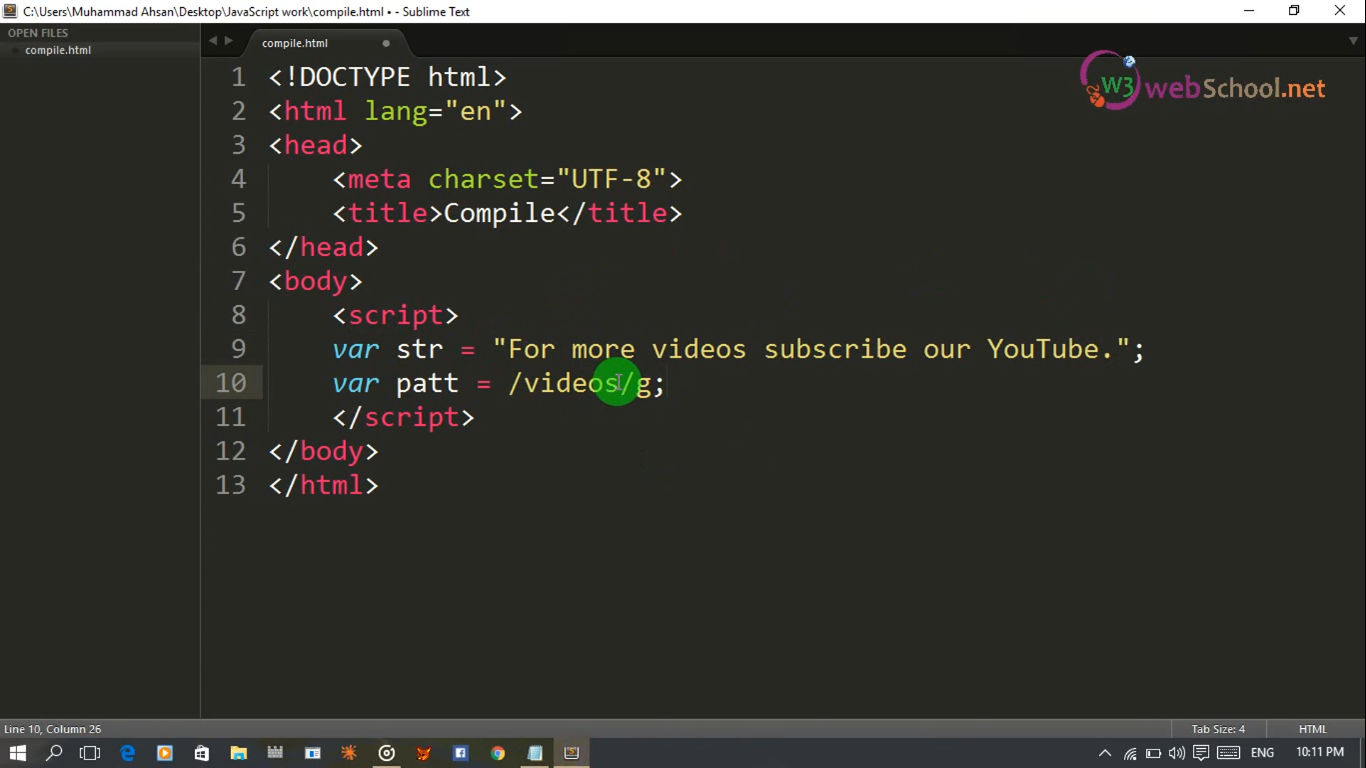 C:\Users\Muhammad Ahsan\Desktop\JavaScript work\compile.html • - Sublime Text
OPEN FILES
compile.html
compile.html
W3 webSchool.net
1 <!DOCTYPE html>
2 <html lang="en">
3 <head>
4 <meta charset="UTF-8">
5 <title>Compile</title>
6 </head>
7 <body>
8 <script>
9 var str = "For more videos subscribe our YouTube.";
10 var patt = /videos/g;
11 </script>
12 </body>
13 </html>
Line 10, Column 26
Tab Size: 4
HTML
ENG
10:11 PM